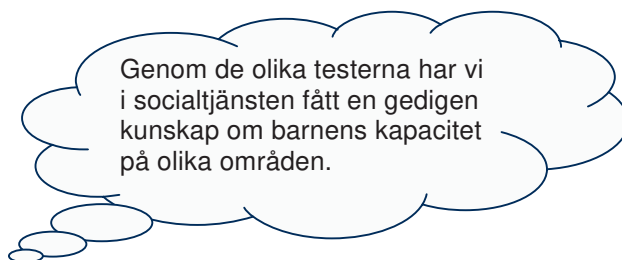 Genom de olika testerna har vi
i socialtjänsten fått en gedigen
kunskap om barnens kapacitet
på olika områden.